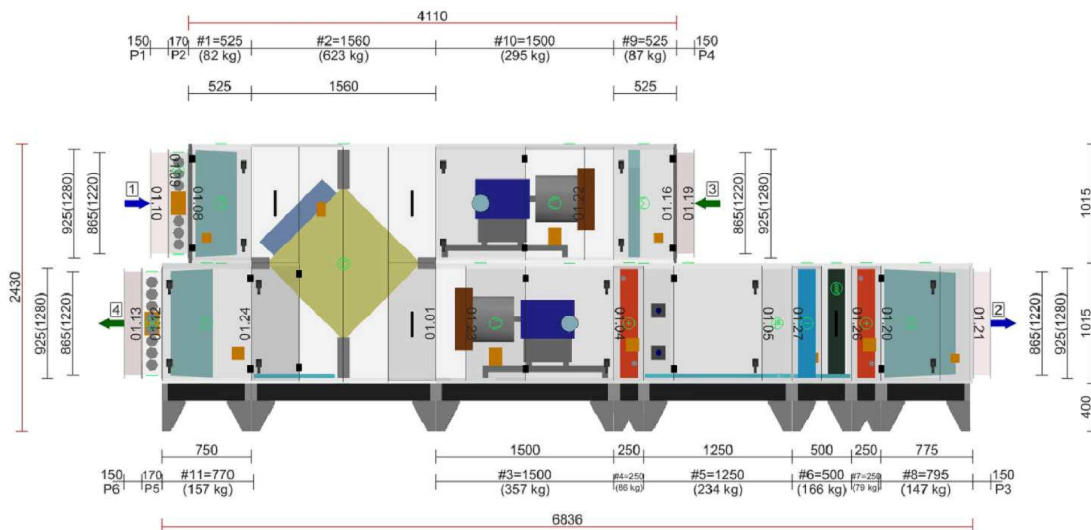 4110
150 170 #1=525 #2=1560 #10=1500 #9=525 150
P1 P2 (82 kg) (623 kg) (295 kg) (87 kg) P4
525 1560 525
925(1280) 865(1220) 1 01.10 01.09 01.08 01.22 01.16 01.19 3 865(1220) 925(1280) 1015
2430
925(1280) 865(1220) 4 01.13 01.12 01.24 01.01 01.23 01.04 01.05 01.27 01.26 01.20 01.21 2 865(1220) 925(1280) 1015
400
750 1500 250 1250 500 250 775
150 170 #11=770 #3=1500 #4=250 #5=1250 #6=500 #7=250 #8=795 150
P6 P5 (157 kg) (357 kg) (86 kg) (234 kg) (166 kg) (79 kg) (147 kg) P3
6836